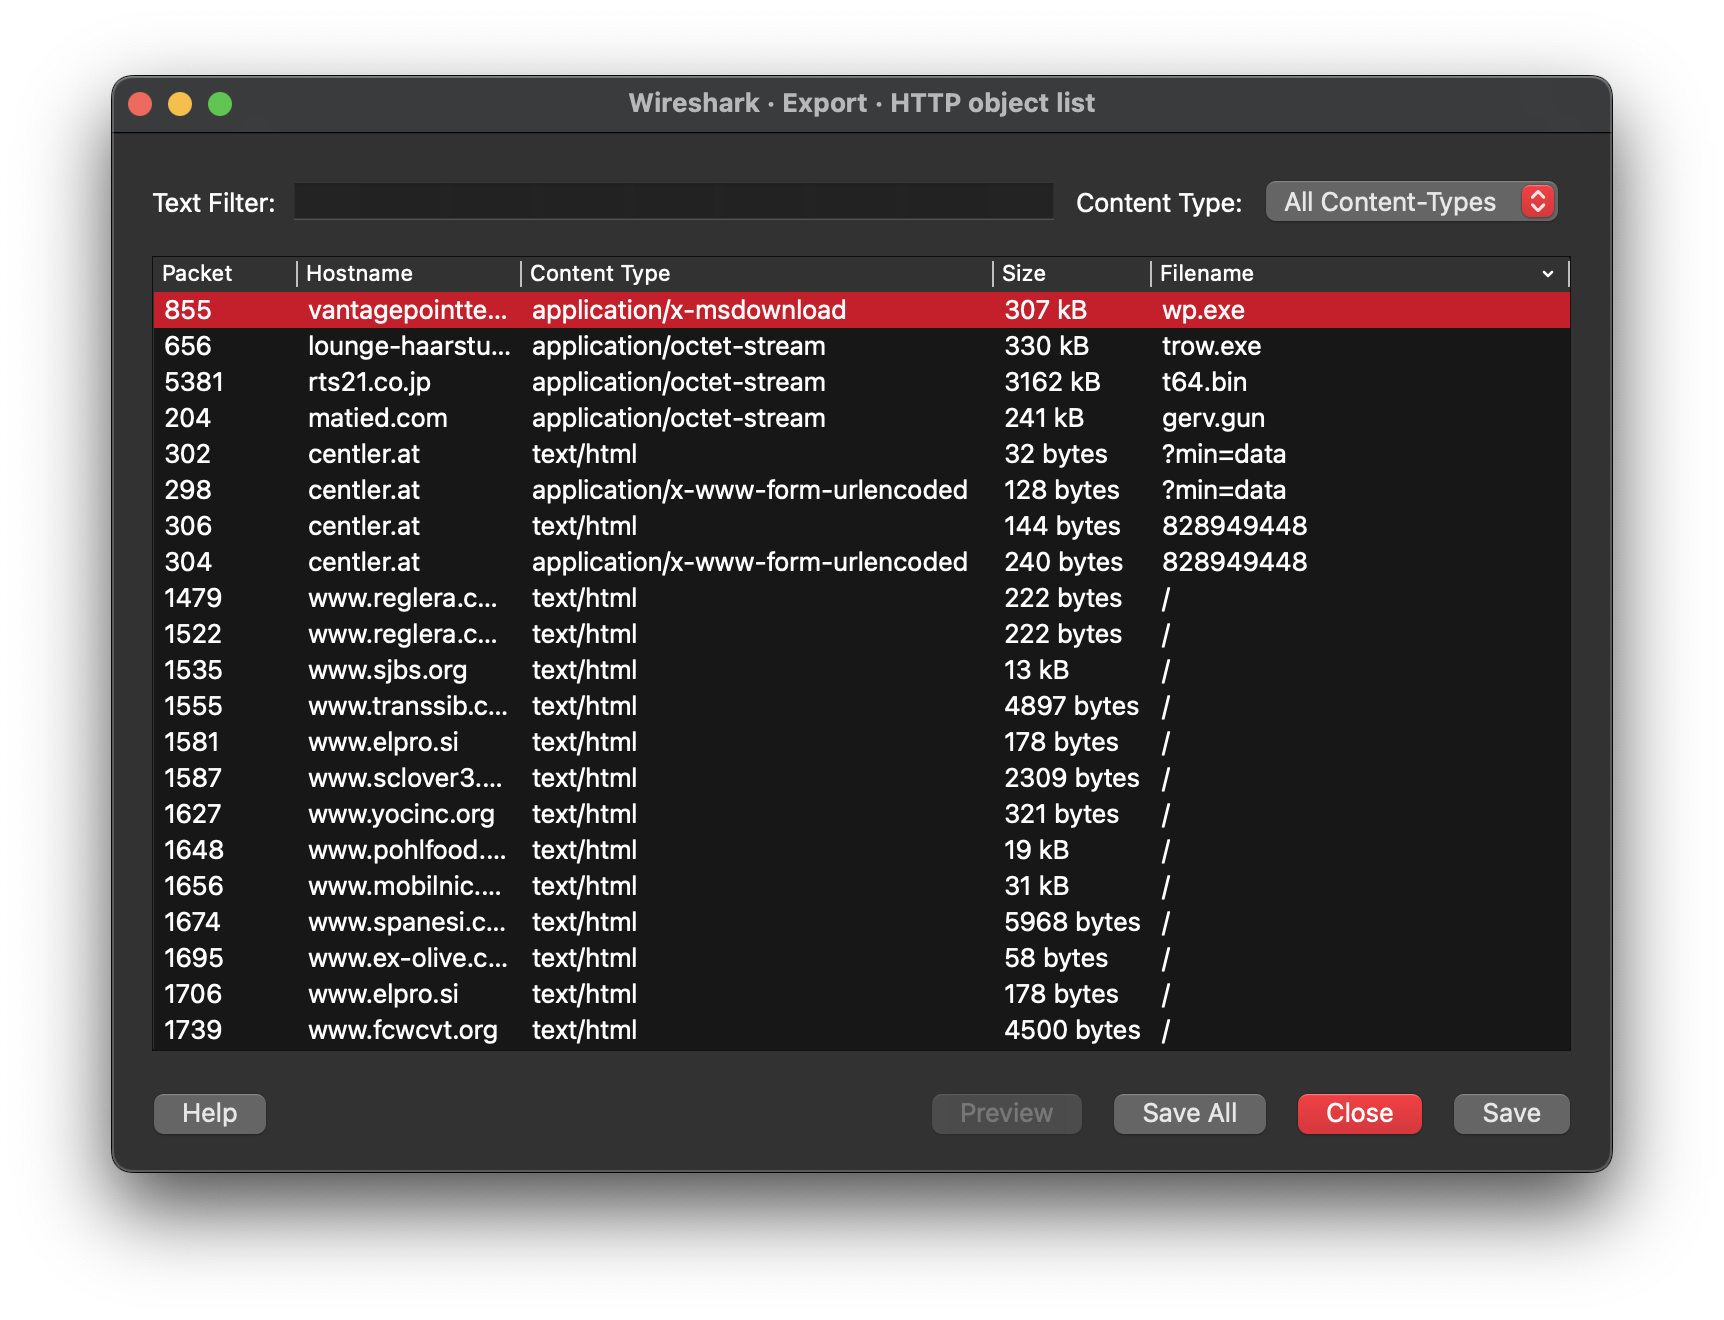 Wireshark · Export · HTTP object list
Text Filter: Content Type: All Content-Types
Packet Hostname Content Type Size Filename
855 vantagepointte... application/x-msdownload 307 kB wp.exe
656 lounge-haarstu... application/octet-stream 330 kB trow.exe
5381 rts21.co.jp application/octet-stream 3162 kB t64.bin
204 matied.com application/octet-stream 241 kB gerv.gun
302 centler.at text/html 32 bytes ?min=data
298 centler.at application/x-www-form-urlencoded 128 bytes ?min=data
306 centler.at text/html 144 bytes 828949448
304 centler.at application/x-www-form-urlencoded 240 bytes 828949448
1479 www.reglera.c... text/html 222 bytes /
1522 www.reglera.c... text/html 222 bytes /
1535 www.sjbs.org text/html 13 kB /
1555 www.transsib.c... text/html 4897 bytes /
1581 www.elpro.si text/html 178 bytes /
1587 www.sclover3.... text/html 2309 bytes /
1627 www.yocinc.org text/html 321 bytes /
1648 www.pohlfood.... text/html 19 kB /
1656 www.mobilnic.... text/html 31 kB /
1674 www.spanesi.c... text/html 5968 bytes /
1695 www.ex-olive.c... text/html 58 bytes /
1706 www.elpro.si text/html 178 bytes /
1739 www.fcwcvt.org text/html 4500 bytes /
Help Preview Save All Close Save